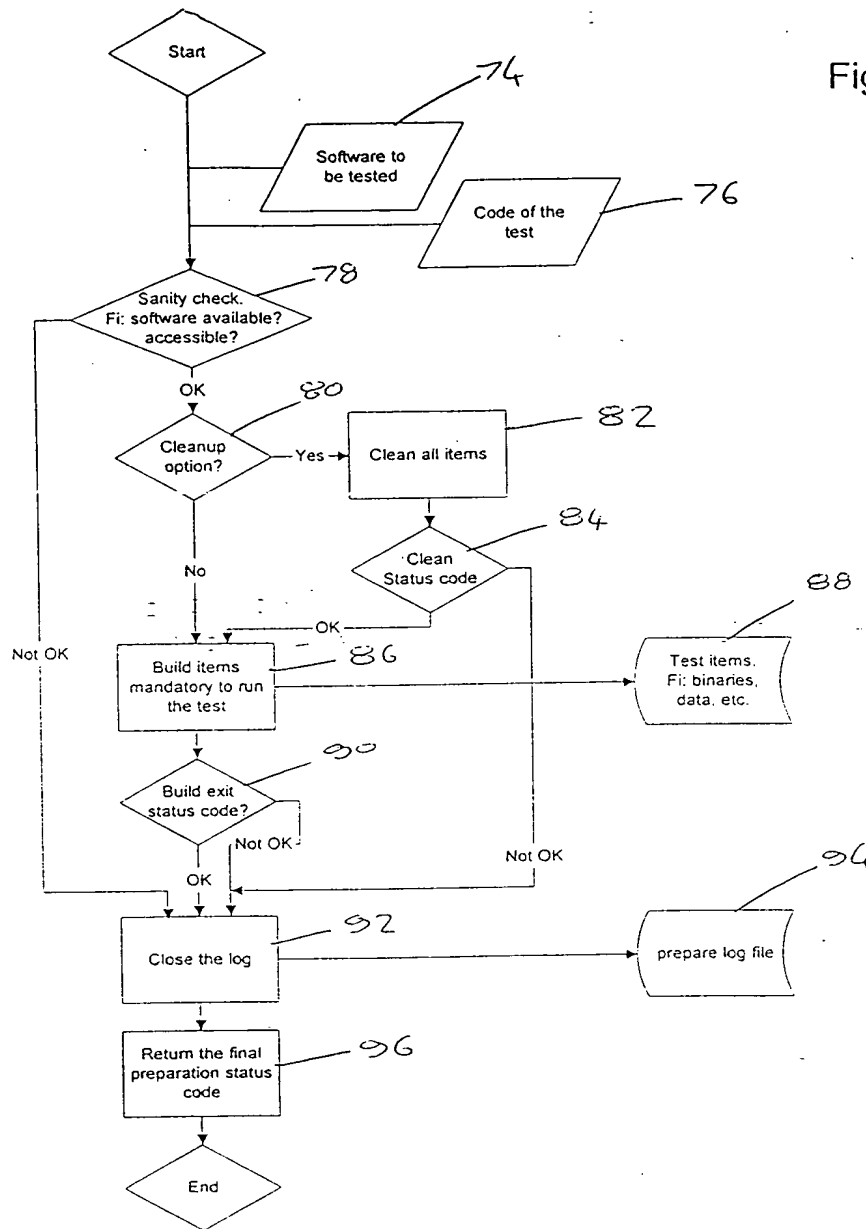 Start
Fig
74
Software to
be tested
76
Code of the
test
78
Sanity check.
Fi: software available?
accessible?
OK
80
Cleanup
option?
Yes
82
Clean all items
84
Clean
Status code
No
OK
Not OK
86
Build items
mandatory to run
the test
88
Test items.
Fi: binaries,
data, etc.
90
Build exit
status code?
Not OK
OK
Not OK
92
Close the log
94
prepare log file
96
Return the final
preparation status
code
End